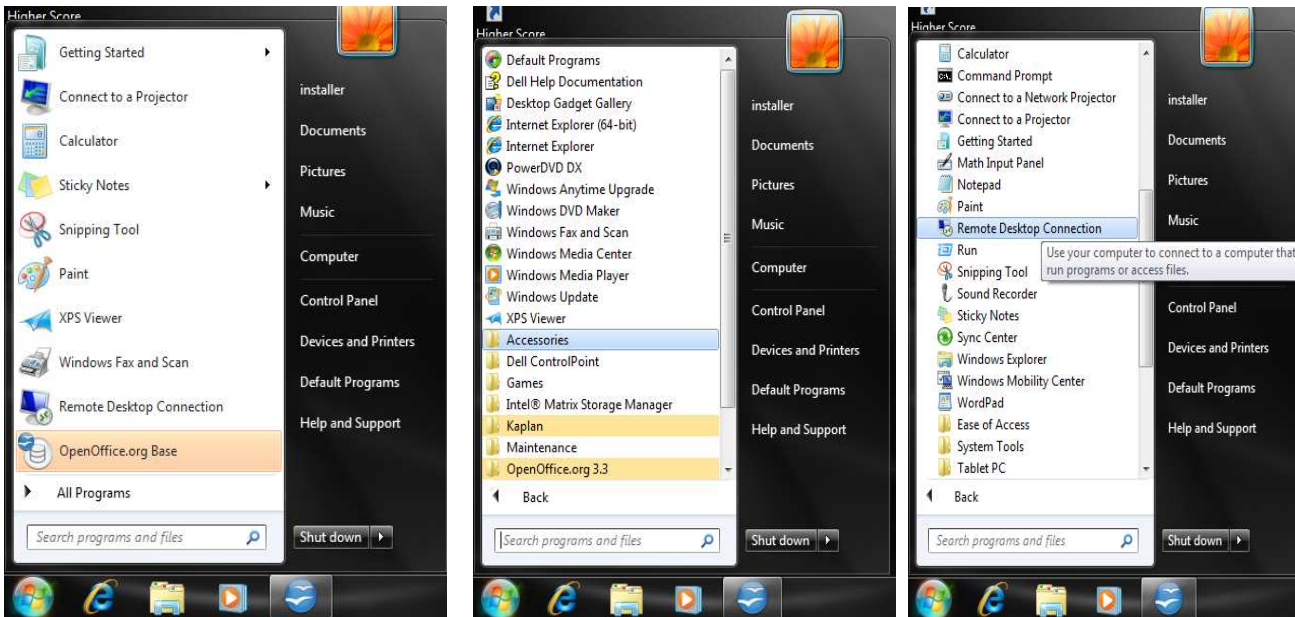 Higher Score
Getting Started
Connect to a Projector
Calculator
Sticky Notes
Snipping Tool
Paint
XPS Viewer
Windows Fax and Scan
Remote Desktop Connection
OpenOffice.org Base
All Programs
Search programs and files
installer
Documents
Pictures
Music
Computer
Control Panel
Devices and Printers
Default Programs
Help and Support
Shut down
Higher Score
Default Programs
Dell Help Documentation
Desktop Gadget Gallery
Internet Explorer (64-bit)
Internet Explorer
PowerDVD DX
Windows Anytime Upgrade
Windows DVD Maker
Windows Fax and Scan
Windows Media Center
Windows Media Player
Windows Update
XPS Viewer
Accessories
Dell ControlPoint
Games
Intel® Matrix Storage Manager
Kaplan
Maintenance
OpenOffice.org 3.3
Back
Search programs and files
installer
Documents
Pictures
Music
Computer
Control Panel
Devices and Printers
Default Programs
Help and Support
Shut down
Higher Score
Calculator
Command Prompt
Connect to a Network Projector
Connect to a Projector
Getting Started
Math Input Panel
Notepad
Paint
Remote Desktop Connection
Run
Snipping Tool
Sound Recorder
Sticky Notes
Sync Center
Windows Explorer
Windows Mobility Center
WordPad
Ease of Access
System Tools
Tablet PC
Back
Search programs and files
Use your computer to connect to a computer that
run programs or access files.
installer
Documents
Pictures
Music
Control Panel
Devices and Printers
Default Programs
Help and Support
Shut down